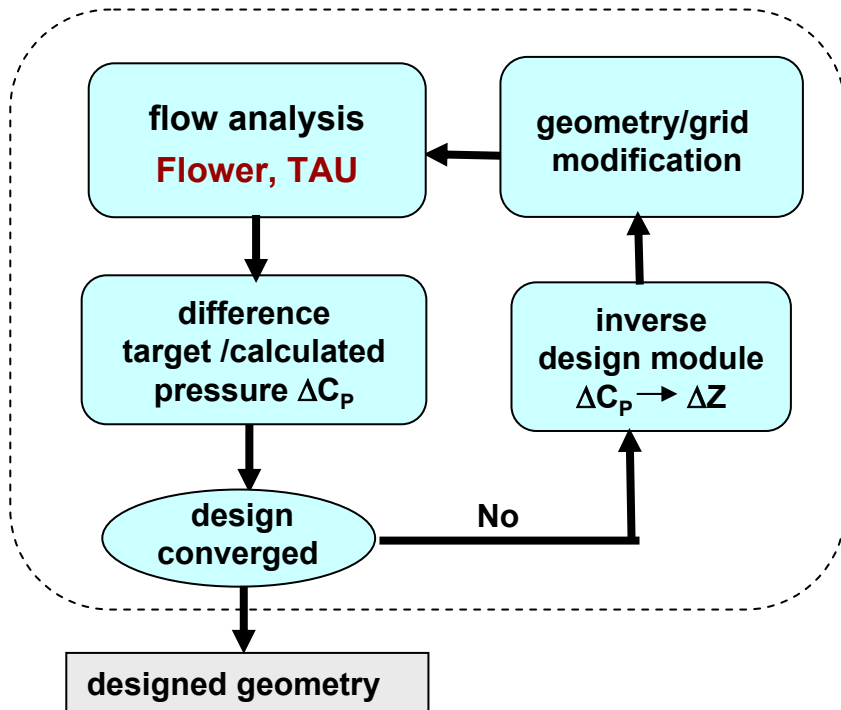 flow analysis
Flower, TAU
geometry/grid
modification
difference
target /calculated
pressure ΔCP
inverse
design module
ΔCP → ΔZ
design
converged
No
designed geometry